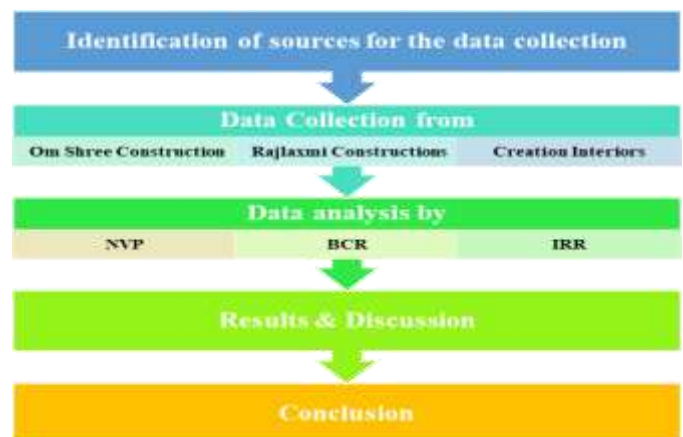 Identification of sources for the data collection
Data Collection from
Om Shree Construction Rajlaxmi Constructions Creation Interiors
Data analysis by
NVP BCR IRR
Results & Discussion
Conclusion